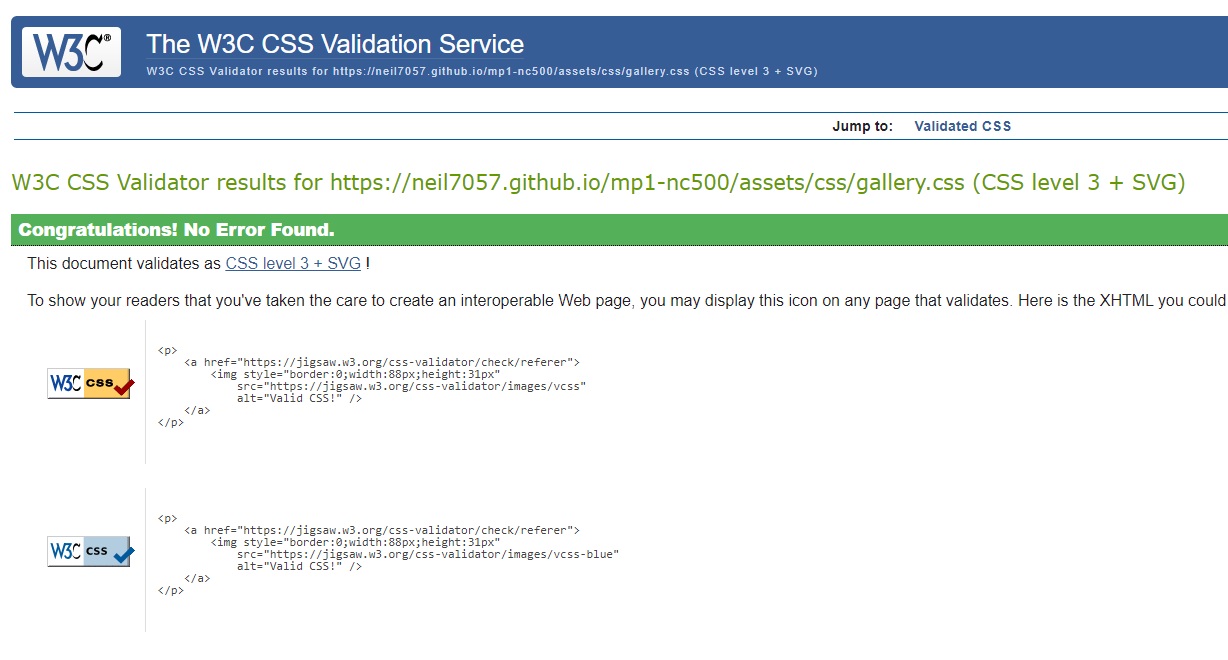 W3C®
The W3C CSS Validation Service
W3C CSS Validator results for https://neil7057.github.io/mp1-nc500/assets/css/gallery.css (CSS level 3 + SVG)
Jump to: Validated CSS
W3C CSS Validator results for https://neil7057.github.io/mp1-nc500/assets/css/gallery.css (CSS level 3 + SVG)
Congratulations! No Error Found.
This document validates as CSS level 3 + SVG !
To show your readers that you've taken the care to create an interoperable Web page, you may display this icon on any page that validates. Here is the XHTML you could
W3C css
<p>
<a href="https://jigsaw.w3.org/css-validator/check/referer">
<img style="border:0;width:88px;height:31px"
src="https://jigsaw.w3.org/css-validator/images/vcss"
alt="Valid CSS!" />
</a>
</p>
W3C css
<p>
<a href="https://jigsaw.w3.org/css-validator/check/referer">
<img style="border:0;width:88px;height:31px"
src="https://jigsaw.w3.org/css-validator/images/vcss-blue"
alt="Valid CSS!" />
</a>
</p>